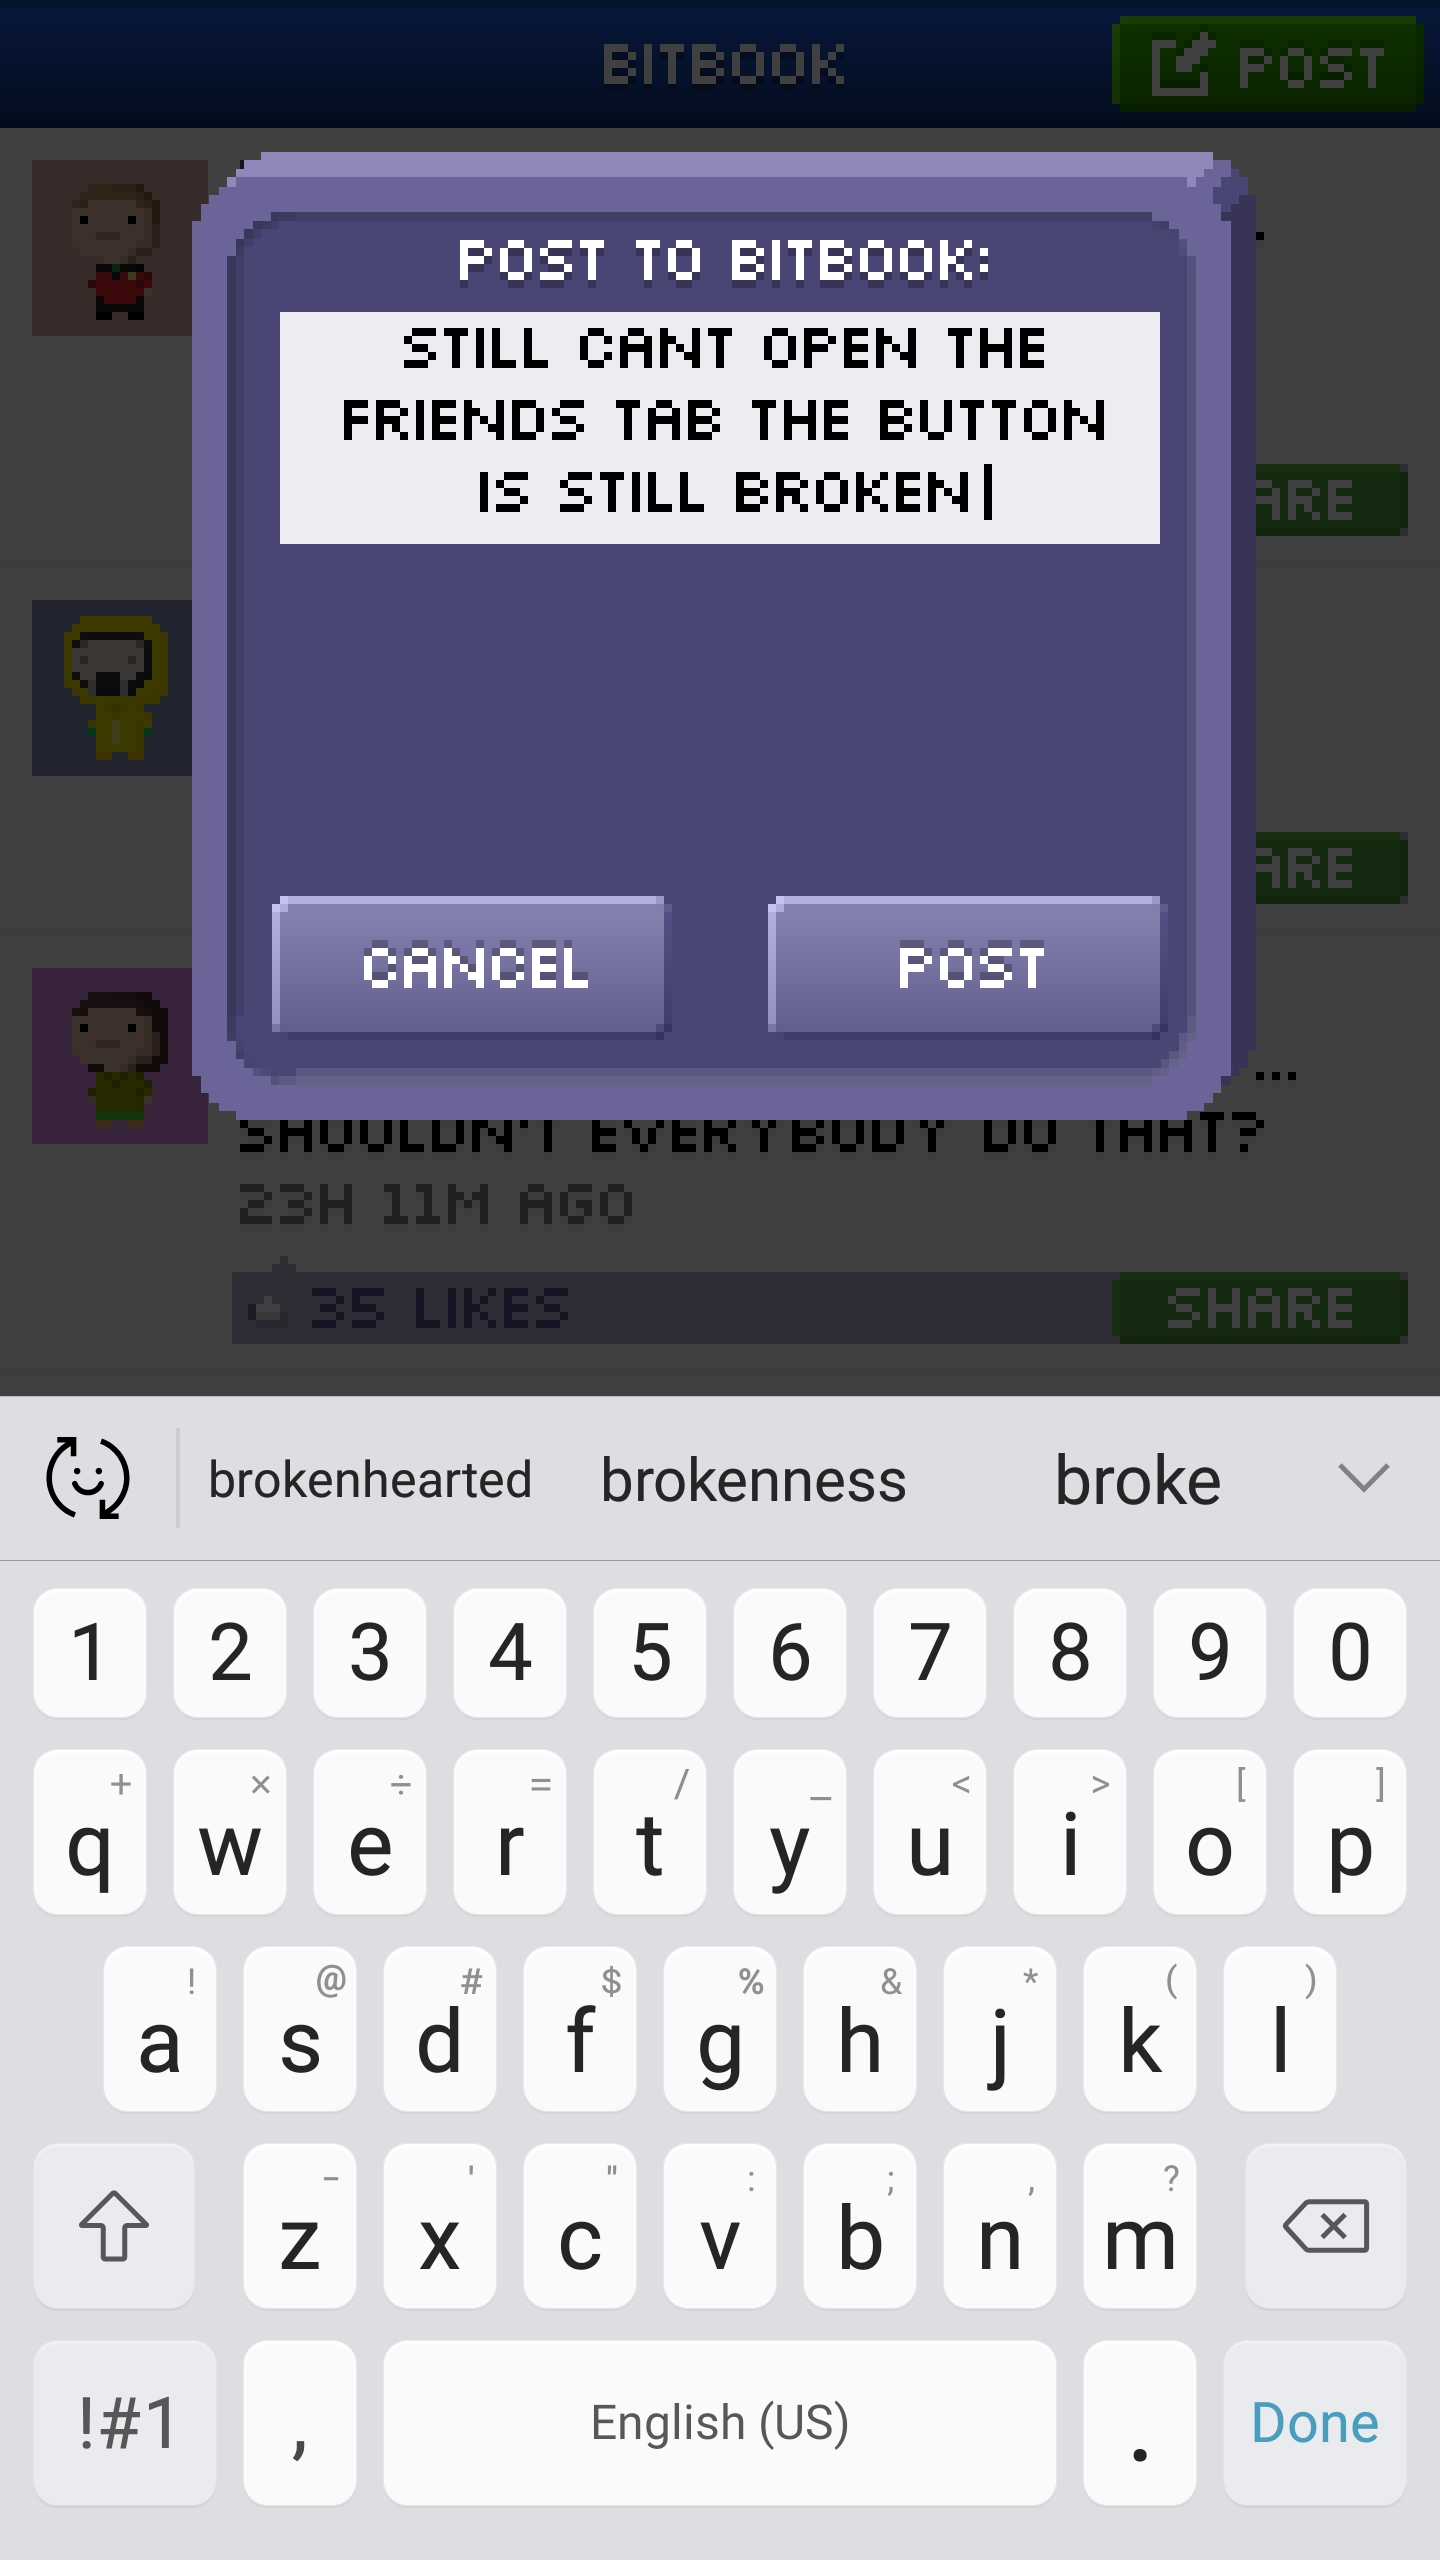 BITBOOK
POST
POST TO BITBOOK:
STILL CANT OPEN THE
FRIENDS TAB THE BUTTON
IS STILL BROKEN
CANCEL
POST
...
SHOULDN'T EVERYBODY DO THAT?
23H 11M AGO
35 LIKES
SHARE
brokenhearted brokenness broke
1 2 3 4 5 6 7 8 9 0
+ × ÷ = / _ < > [ ]
q w e r t y u i o p
! @ # $ % & * ( )
a s d f g h j k l
- ' " : ; , ?
z x c v b n m
!#1 , English (US) . Done